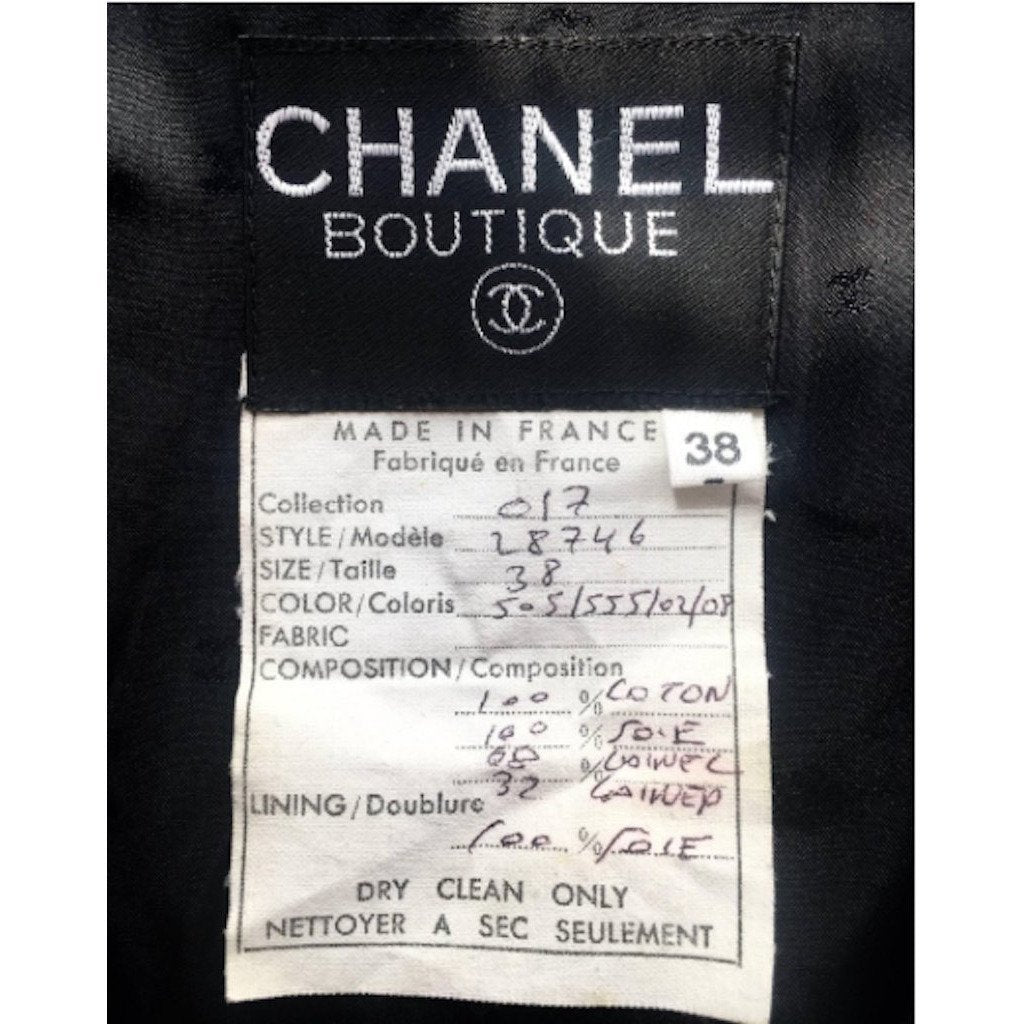 CHANEL
BOUTIQUE
MADE IN FRANCE
38
Fabriqué en France
Collection 017
STYLE/Modèle 28746
SIZE/Taille 38
COLOR/Coloris 505/555/02/08
FABRIC
COMPOSITION/Composition
100 % COTON
100 % SOIE
%
32
LINING/Doublure
100 % SOIE
DRY CLEAN ONLY
NETTOYER A SEC SEULEMENT